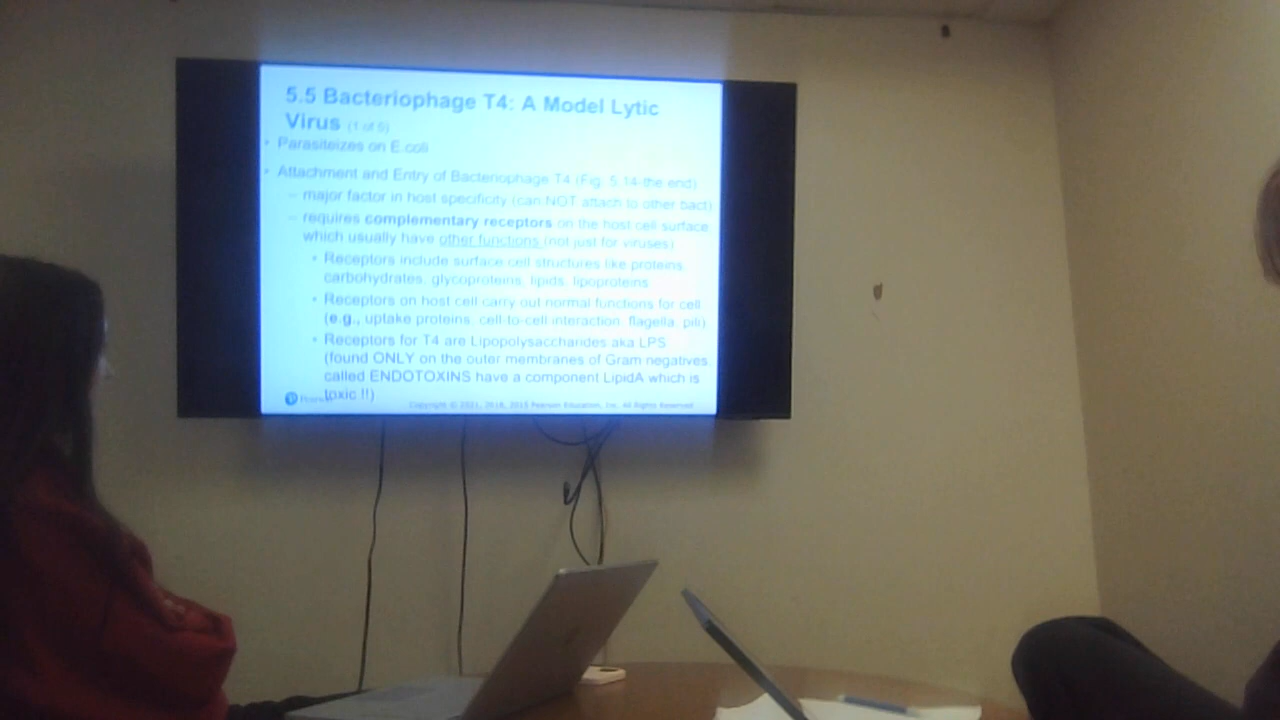 5.5 Bacteriophage T4: A Model Lytic
Virus (1 of 5)
• Parasiteizes on E.coli
• Attachment and Entry of Bacteriophage T4 (Fig. 5.14-the end)
– major factor in host specificity (can NOT attach to other bact)
– requires complementary receptors on the host cell surface
which usually have other functions (not just for viruses)
• Receptors include surface cell structures like proteins,
carbohydrates, glycoproteins, lipids, lipoproteins
• Receptors on host cell carry out normal functions for cell
(e.g., uptake proteins, cell-to-cell interaction, flagella, pili)
• Receptors for T4 are Lipopolysaccharides aka LPS
(found ONLY on the outer membranes of Gram negatives
called ENDOTOXINS have a component LipidA which is
toxic !!)
Copyright © 2021, 2018, 2015 Pearson Education, Inc. All Rights Reserved